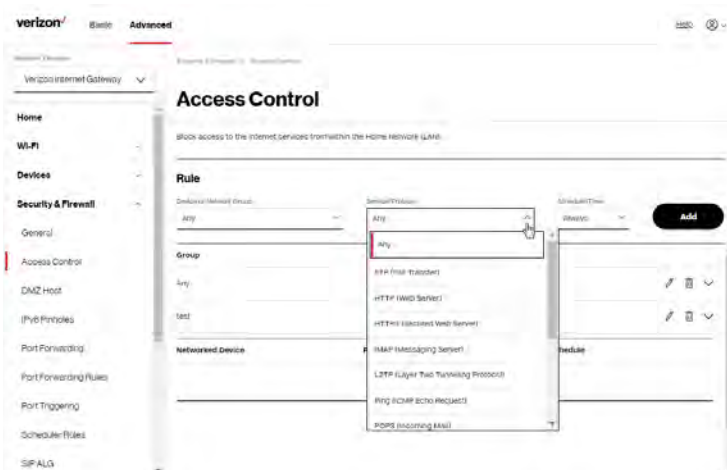 verizon✓ Basic Advanced Help
Verizon Internet Gateway
Home
Wi-Fi
Devices
Security & Firewall
General
Access Control
DMZ Host
IPv6 Pinholes
Port Forwarding
Port Forwarding Rules
Port Triggering
Scheduler Rules
SIP ALG
Access Control
Block access to the Internet services from within the Home Network (LAN).
Rule
Any Any Always Add
Any
FTP (File Transfer)
HTTP (Web Server)
HTTPS (Secured Web Server)
IMAP (Messaging Server)
L2TP (Layer Two Tunneling Protocol)
Ping (ICMP Echo Request)
POP3 (Incoming Mail)
Group
Any
test
Networked Device